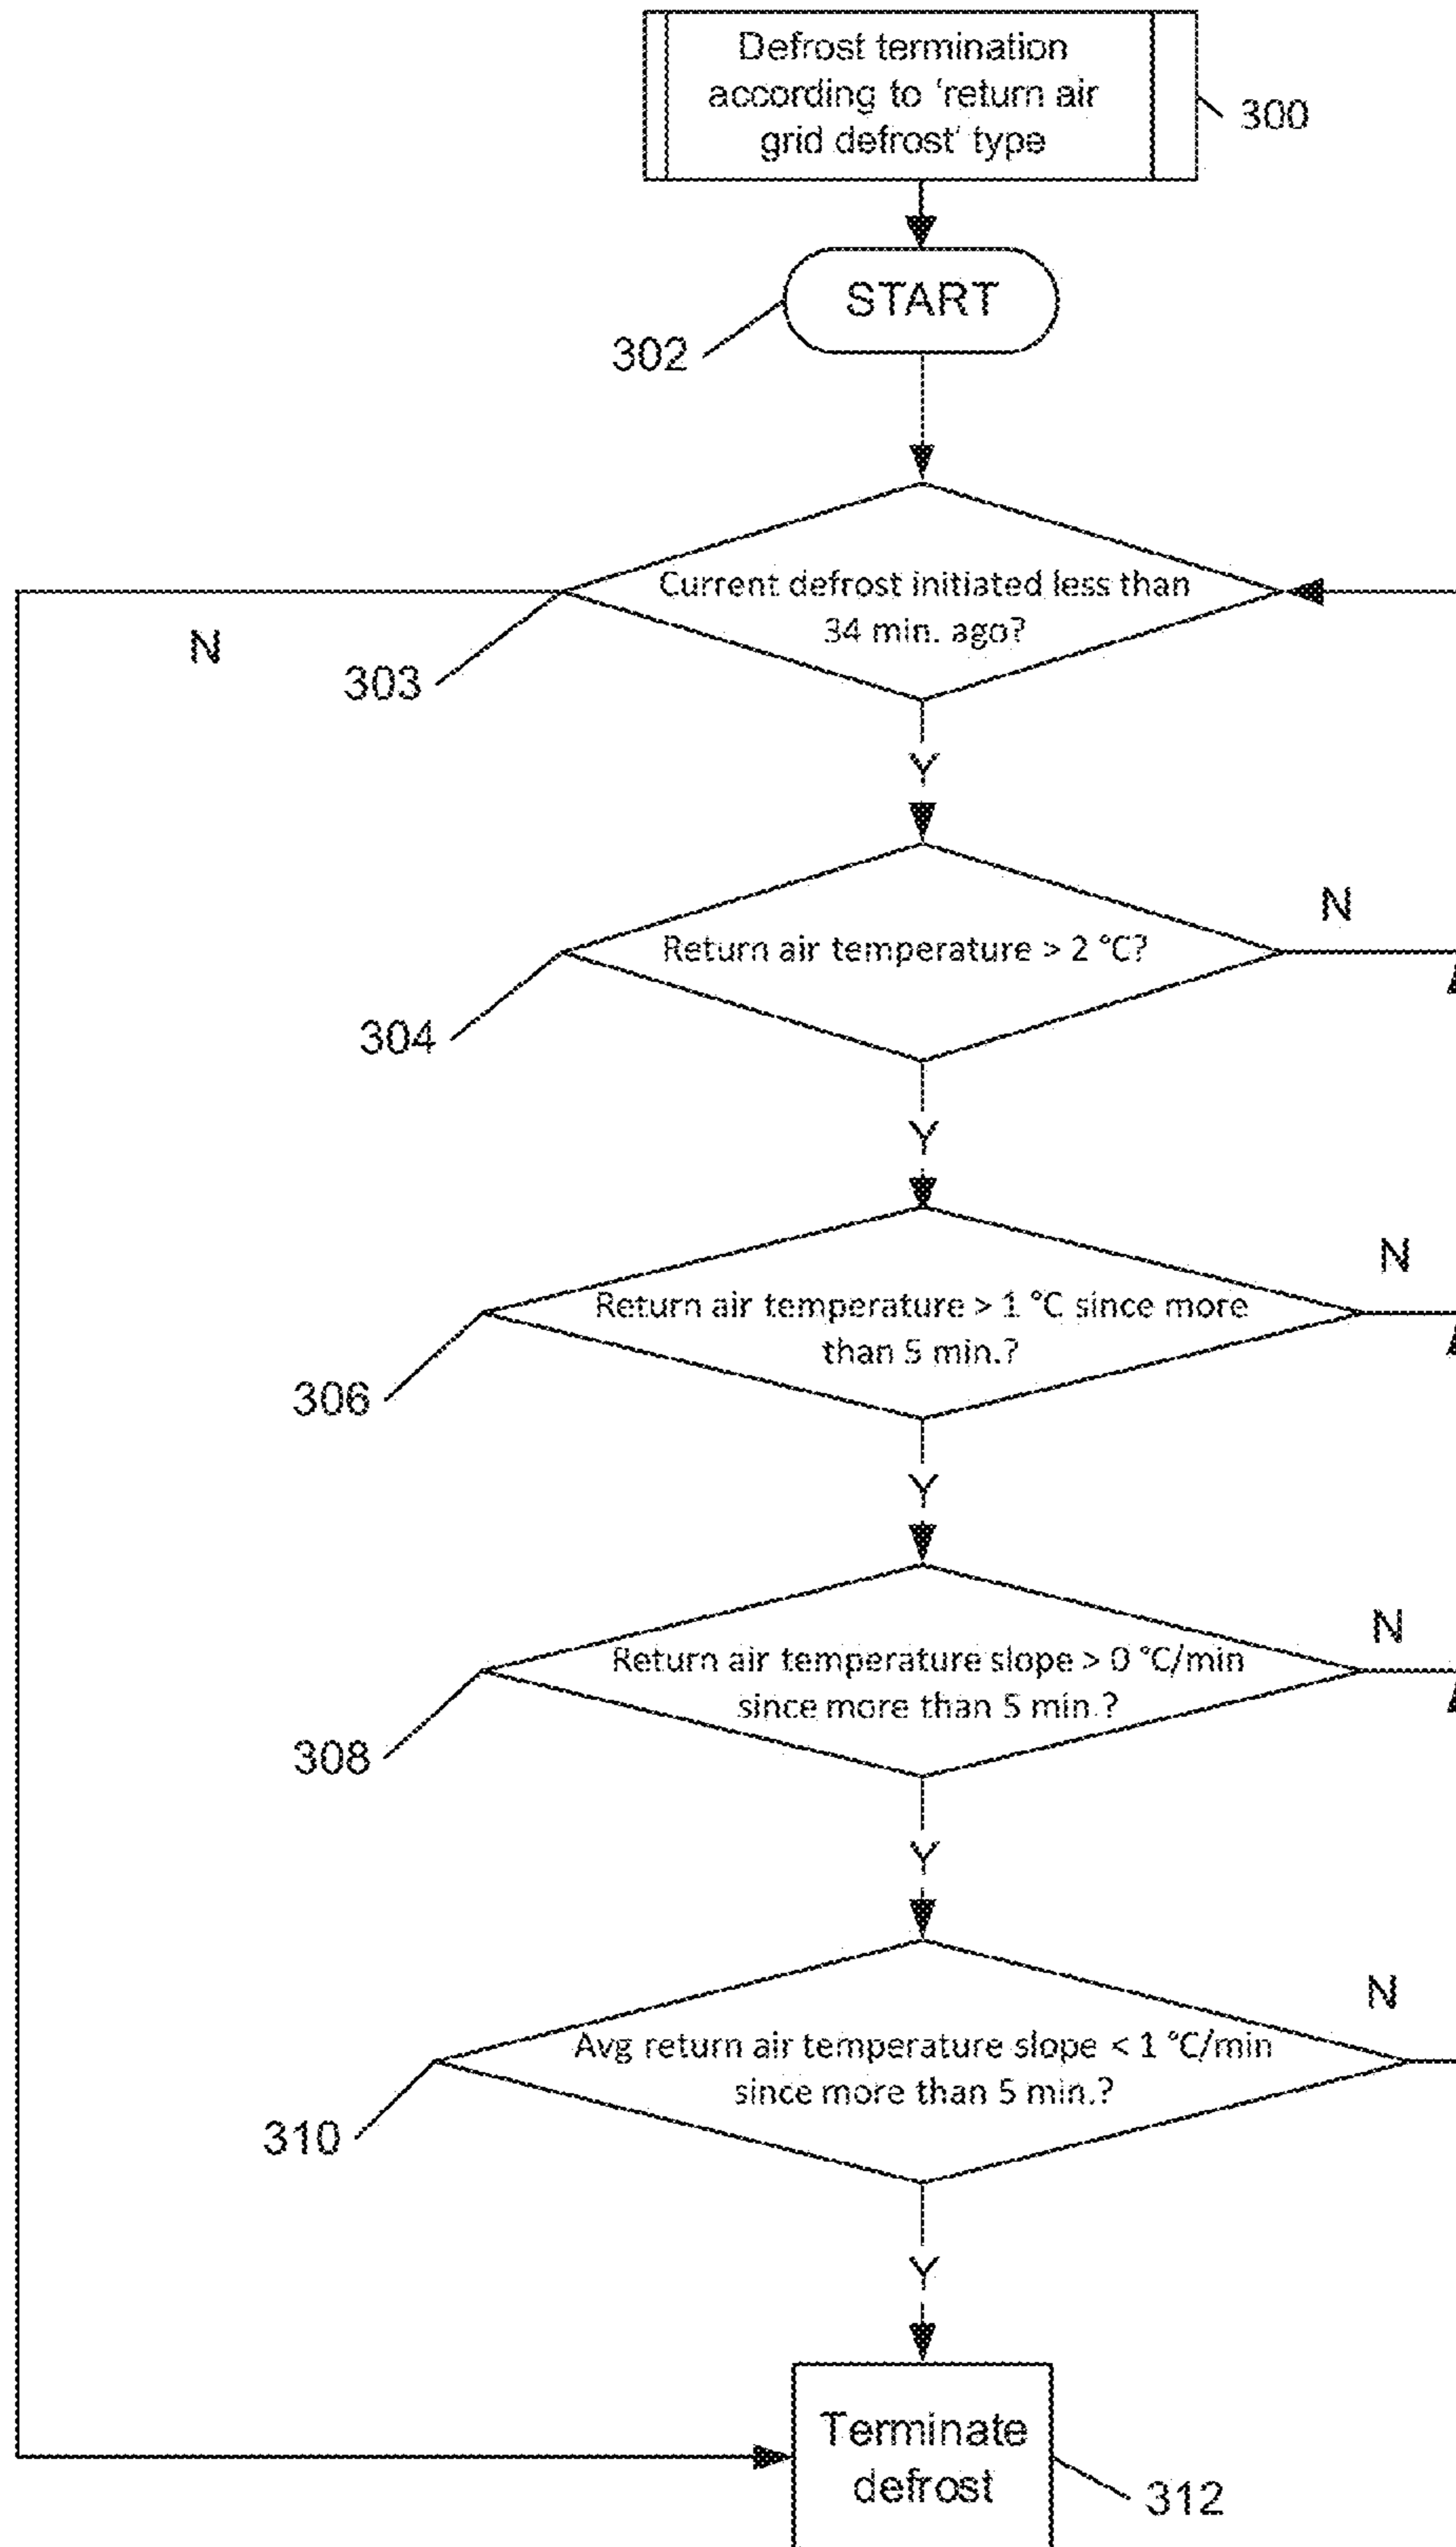 Defrost termination
according to 'return air
grid defrost' type
300
START
302
Current defrost initiated less than
34 min. ago?
N
303
Y
Return air temperature > 2 °C?
N
304
Y
Return air temperature > 1 °C since more
than 5 min.?
N
306
Y
Return air temperature slope > 0 °C/min
since more than 5 min.?
N
308
Y
Avg return air temperature slope < 1 °C/min
since more than 5 min.?
N
310
Y
Terminate
defrost
312